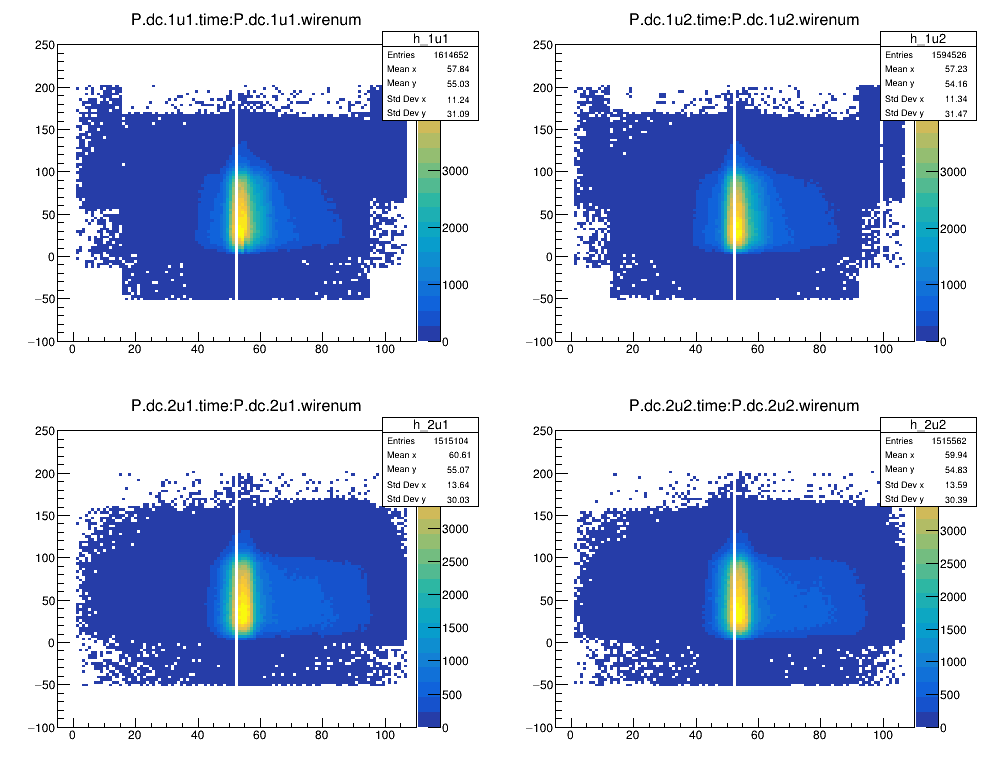 P.dc.1u1.time:P.dc.1u1.wirenum
h_1u1
Entries 1614652
Mean x 57.84
Mean y 55.03
Std Dev x 11.24
Std Dev y 31.09
250
200
150
100
50
0
−50
−100
0 20 40 60 80 100
3000
2000
1000
0
P.dc.1u2.time:P.dc.1u2.wirenum
h_1u2
Entries 1594526
Mean x 57.23
Mean y 54.16
Std Dev x 11.34
Std Dev y 31.47
250
200
150
100
50
0
−50
−100
0 20 40 60 80 100
3000
2000
1000
0
P.dc.2u1.time:P.dc.2u1.wirenum
h_2u1
Entries 1515104
Mean x 60.61
Mean y 55.07
Std Dev x 13.64
Std Dev y 30.03
250
200
150
100
50
0
−50
−100
0 20 40 60 80 100
3000
2500
2000
1500
1000
500
0
P.dc.2u2.time:P.dc.2u2.wirenum
h_2u2
Entries 1515562
Mean x 59.94
Mean y 54.83
Std Dev x 13.59
Std Dev y 30.39
250
200
150
100
50
0
−50
−100
0 20 40 60 80 100
3000
2500
2000
1500
1000
500
0